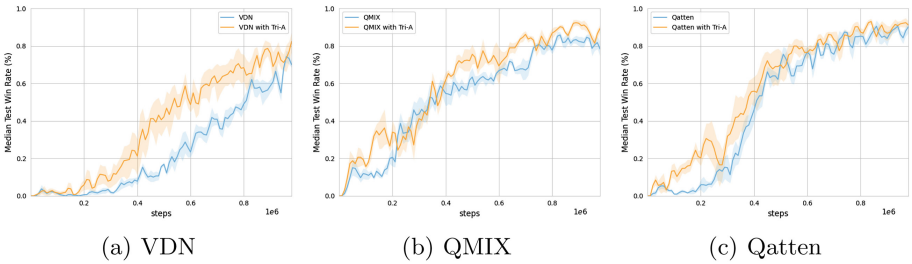 VDN
VDN with Tri-A
Median Test Win Rate (%)
1.0
0.8
0.6
0.4
0.2
0.0
0.2
0.4
0.6
0.8
1e6
steps
(a) VDN
QMIX
QMIX with Tri-A
Median Test Win Rate (%)
1.0
0.8
0.6
0.4
0.2
0.0
0.2
0.4
0.6
0.8
1e6
steps
(b) QMIX
Qatten
Qatten with Tri-A
Median Test Win Rate (%)
1.0
0.8
0.6
0.4
0.2
0.0
0.2
0.4
0.6
0.8
1e6
steps
(c) Qatten